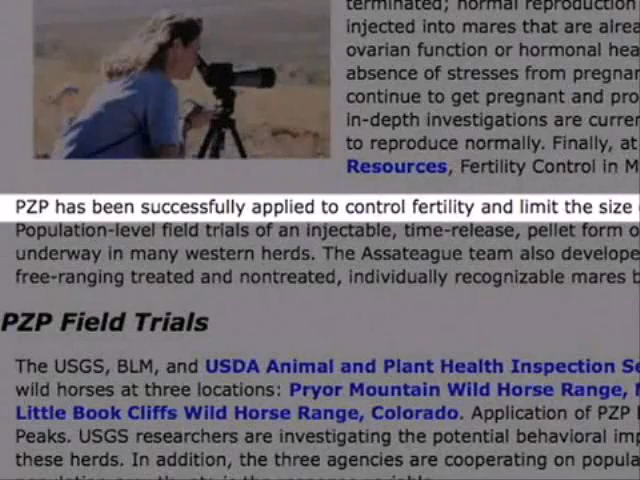 terminated; normal reproduction
injected into mares that are alrea
ovarian function or hormonal hea
absence of stresses from pregnan
continue to get pregnant and pro
in-depth investigations are curren
to reproduce normally. Finally, at
Resources, Fertility Control in M
PZP has been successfully applied to control fertility and limit the size
Population-level field trials of an injectable, time-release, pellet form o
underway in many western herds. The Assateague team also develope
free-ranging treated and nontreated, individually recognizable mares b
PZP Field Trials
The USGS, BLM, and USDA Animal and Plant Health Inspection Se
wild horses at three locations: Pryor Mountain Wild Horse Range,
Little Book Cliffs Wild Horse Range, Colorado. Application of PZP
Peaks. USGS researchers are investigating the potential behavioral imp
these herds. In addition, the three agencies are cooperating on popula